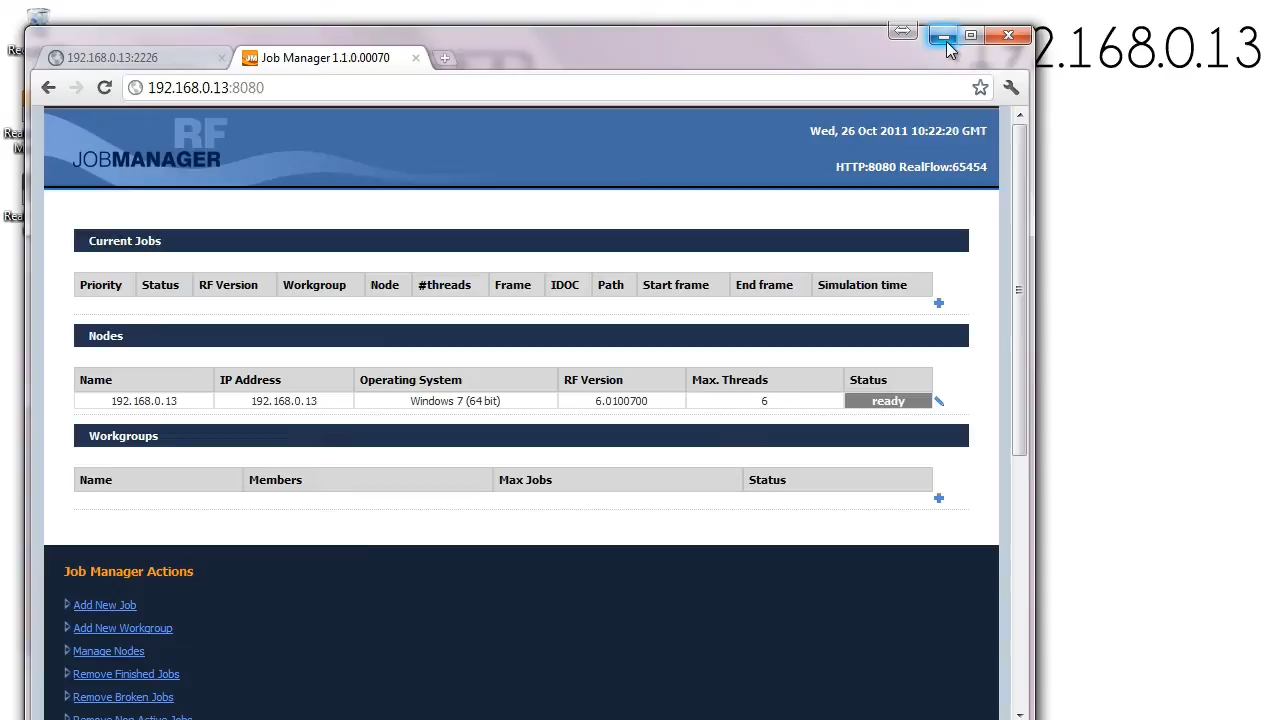 Re
2.168.0.13
192.168.0.13:2226
Job Manager 1.1.0.00070
192.168.0.13:8080
RF
JOBMANAGER
Wed, 26 Oct 2011 10:22:20 GMT
HTTP:8080 RealFlow:65454
Rea
M
Rea
Current Jobs
Priority Status RF Version Workgroup Node #threads Frame IDOC Path Start frame End frame Simulation time
Nodes
Name IP Address Operating System RF Version Max. Threads Status
192.168.0.13 192.168.0.13 Windows 7 (64 bit) 6.0100700 6 ready
Workgroups
Name Members Max Jobs Status
Job Manager Actions
Add New Job
Add New Workgroup
Manage Nodes
Remove Finished Jobs
Remove Broken Jobs
Remove Non Active Jobs